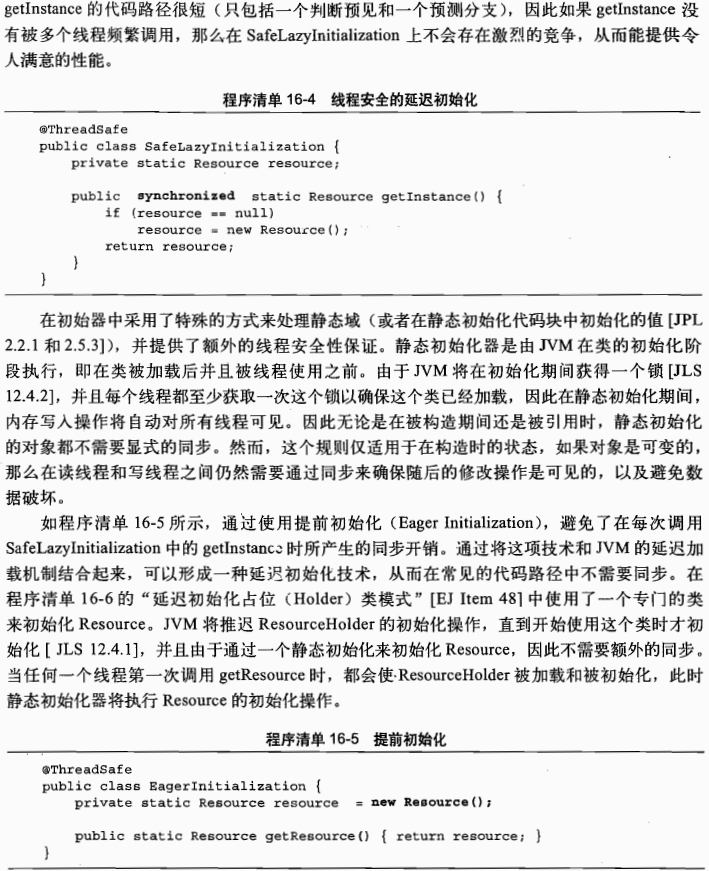 getInstance 的代码路径很短（只包括一个判断预见和一个预测分支），因此如果 getInstance 没
有被多个线程频繁调用，那么在 SafeLazyInitialization 上不会存在激烈的竞争，从而能提供令
人满意的性能。
程序清单 16-4 线程安全的延迟初始化
@ThreadSafe
public class SafeLazyInitialization {
    private static Resource resource;
    public synchronized static Resource getInstance() {
        if (resource == null)
            resource = new Resource();
        return resource;
    }
}
在初始器中采用了特殊的方式来处理静态域（或者在静态初始化代码块中初始化的值 [JPL
2.2.1 和 2.5.3]），并提供了额外的线程安全性保证。静态初始化器是由 JVM 在类的初始化阶
段执行，即在类被加载后并且被线程使用之前。由于 JVM 将在初始化期间获得一个锁 [JLS
12.4.2]，并且每个线程都至少获取一次这个锁以确保这个类已经加载，因此在静态初始化期间，
内存写入操作将自动对所有线程可见。因此无论是在被构造期间还是被引用时，静态初始化
的对象都不需要显式的同步。然而，这个规则仅适用于在构造时的状态，如果对象是可变的，
那么在读线程和写线程之间仍然需要通过同步来确保随后的修改操作是可见的，以及避免数
据破坏。
如程序清单 16-5 所示，通过使用提前初始化（Eager Initialization），避免了在每次调用
SafeLazyInitialization 中的 getInstance 时所产生的同步开销。通过将这项技术和 JVM 的延迟加
载机制结合起来，可以形成一种延迟初始化技术，从而在常见的代码路径中不需要同步。在
程序清单 16-6 的“延迟初始化占位（Holder）类模式”[EJ Item 48] 中使用了一个专门的类
来初始化 Resource。JVM 将推迟 ResourceHolder 的初始化操作，直到开始使用这个类时才初
始化 [ JLS 12.4.1]，并且由于通过一个静态初始化来初始化 Resource，因此不需要额外的同步。
当任何一个线程第一次调用 getResource 时，都会使 ResourceHolder 被加载和被初始化，此时
静态初始化器将执行 Resource 的初始化操作。
程序清单 16-5 提前初始化
@ThreadSafe
public class EagerInitialization {
    private static Resource resource = new Resource();
    public static Resource getResource() { return resource; }
}